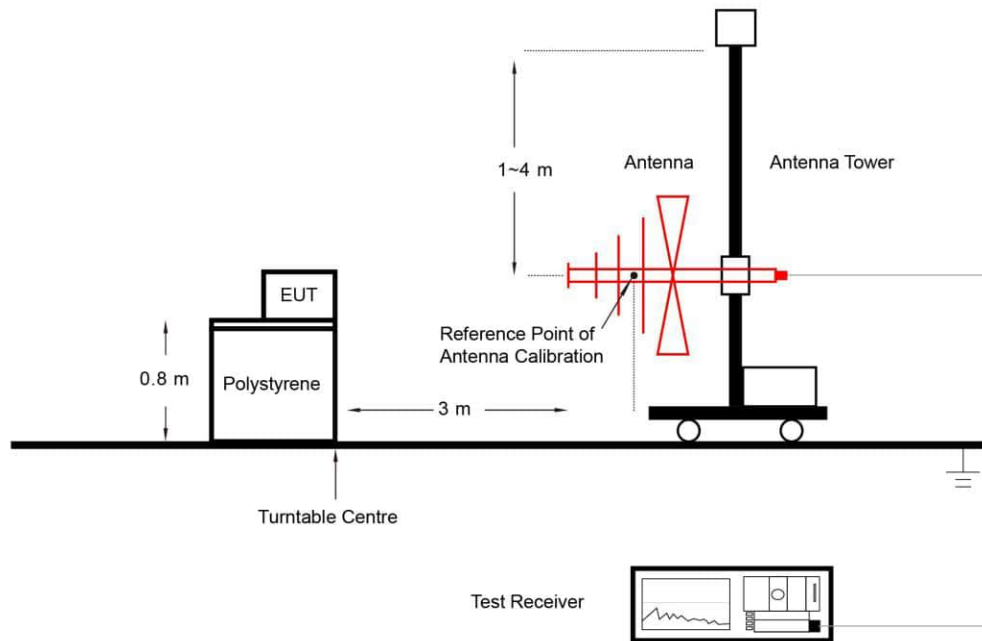 1~4 m
Antenna
Antenna Tower
EUT
Reference Point of
Antenna Calibration
0.8 m
Polystyrene
3 m
Turntable Centre
Test Receiver